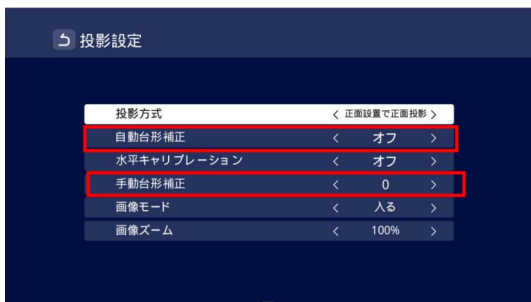 投影設定
投影方式 < 正面設置で正面投影 >
自動台形補正 < オフ >
水平キャリブレーション < オフ >
手動台形補正 < 0 >
画像モード < 入る >
画像ズーム < 100% >